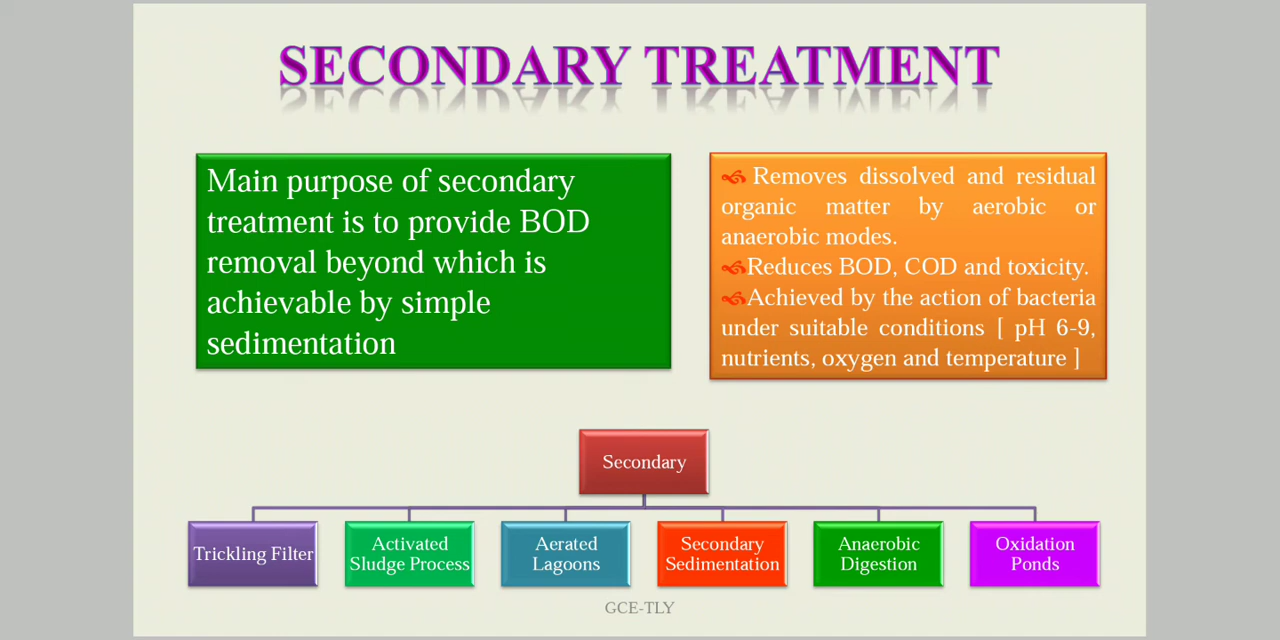 SECONDARY TREATMENT
Main purpose of secondary
treatment is to provide BOD
removal beyond which is
achievable by simple
sedimentation
Removes dissolved and residual
organic matter by aerobic or
anaerobic modes.
Reduces BOD, COD and toxicity.
Achieved by the action of bacteria
under suitable conditions [ pH 6-9,
nutrients, oxygen and temperature ]
Secondary
Trickling Filter
Activated
Sludge Process
Aerated
Lagoons
Secondary
Sedimentation
Anaerobic
Digestion
Oxidation
Ponds
GCE-TLY